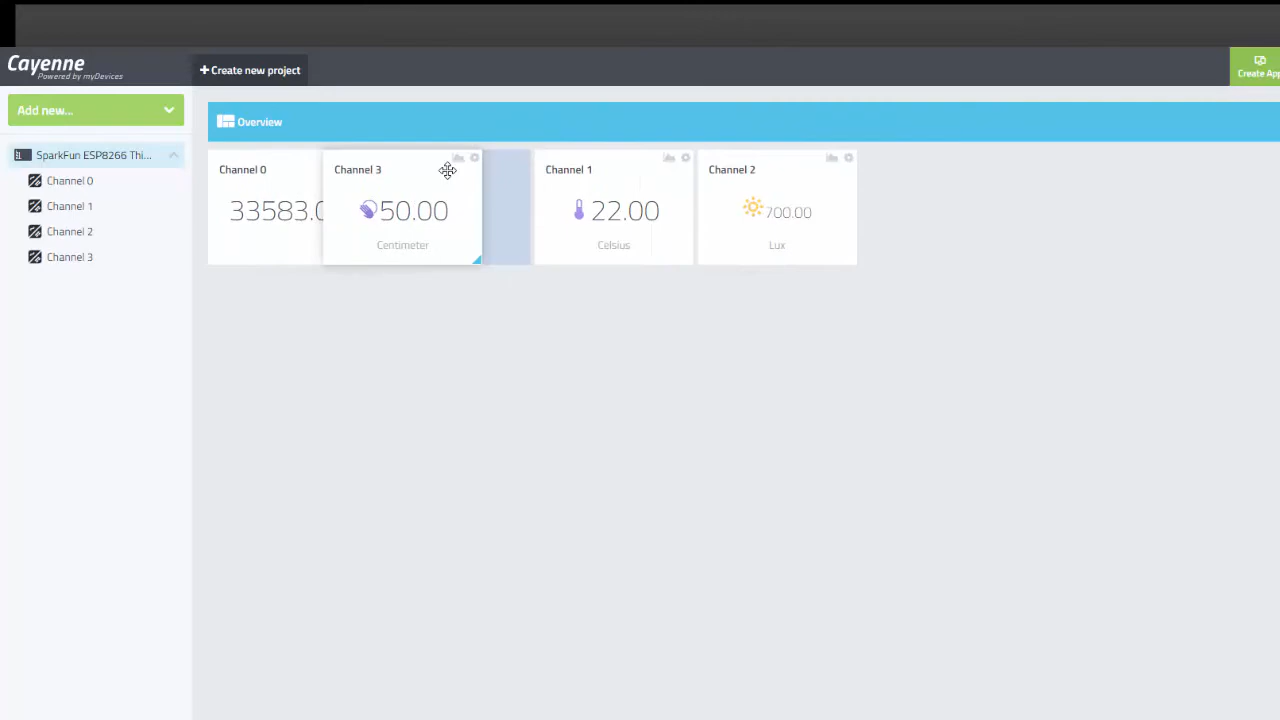 Cayenne
Powered by myDevices
+ Create new project
Create App
Add new...
Overview
SparkFun ESP8266 Thi...
Channel 0
Channel 1
Channel 2
Channel 3
Channel 0
33583.0
Channel 3
50.00
Centimeter
Channel 1
22.00
Celsius
Channel 2
700.00
Lux